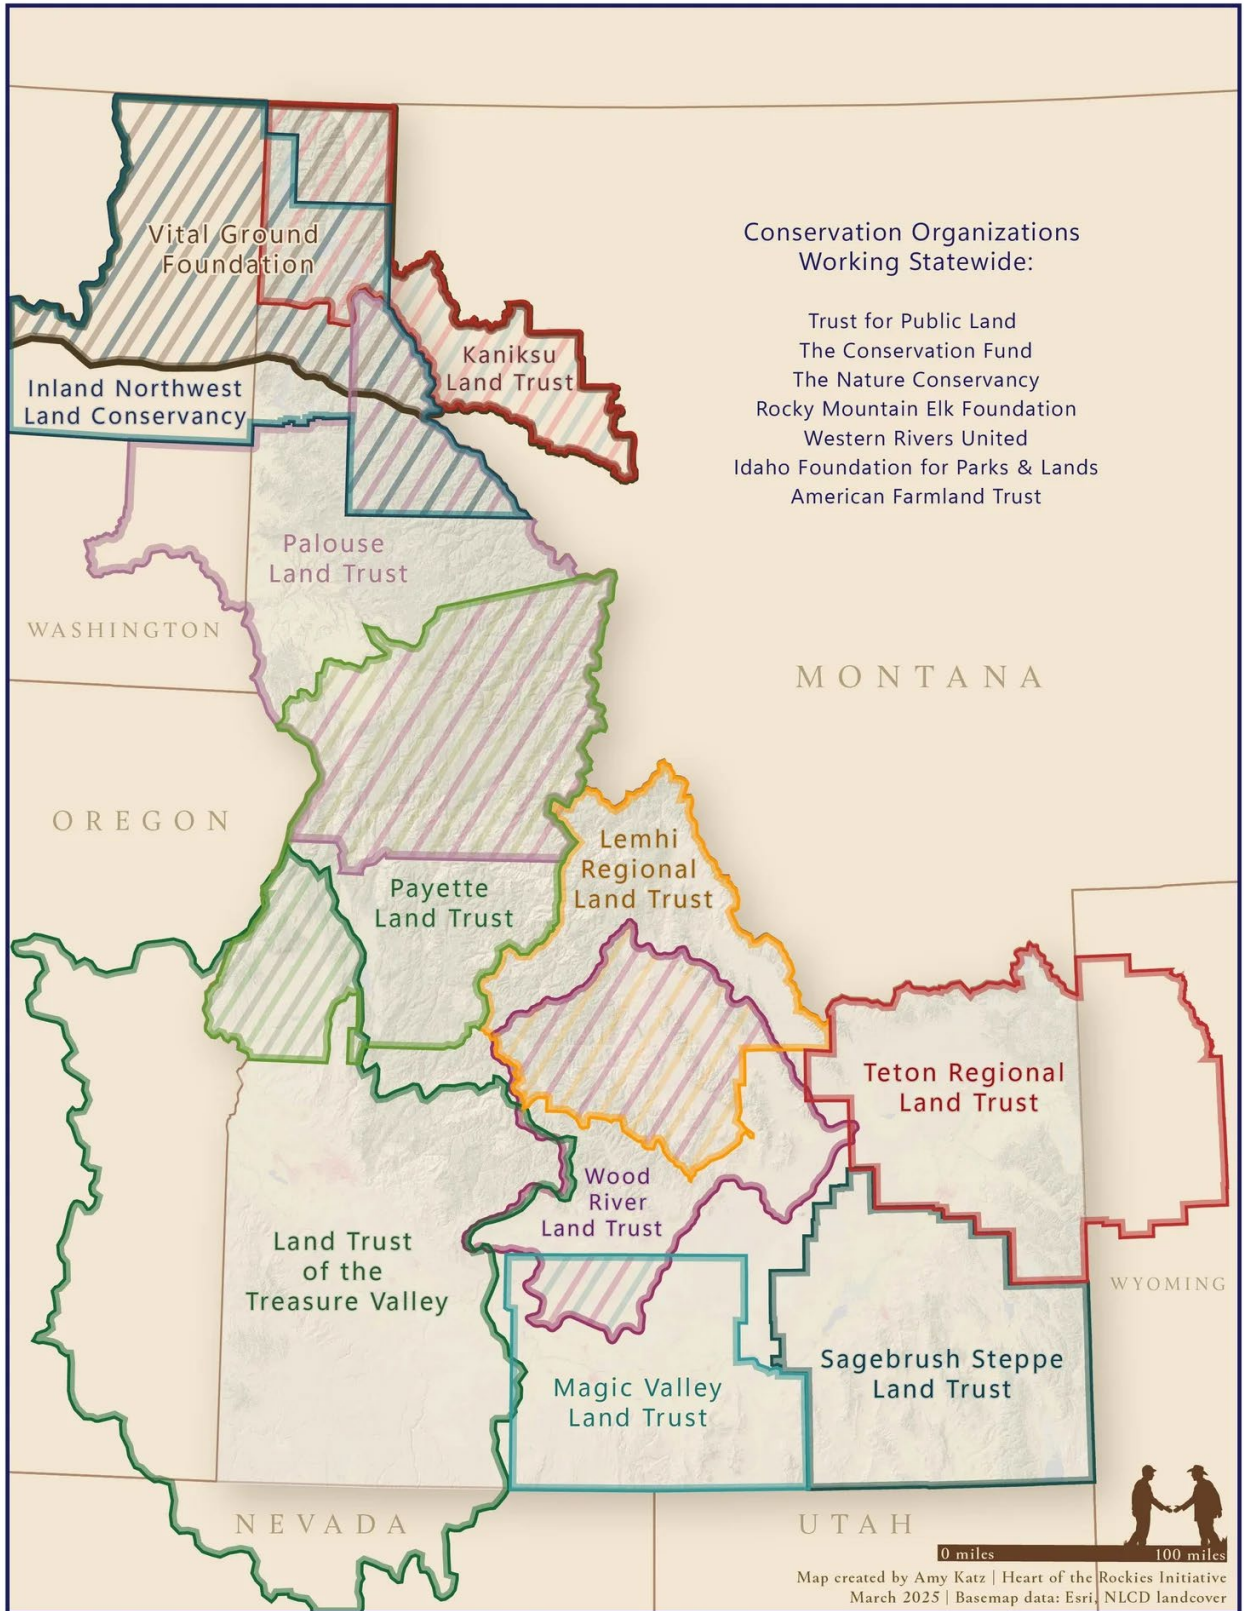 Vital Ground
Foundation
Conservation Organizations
Working Statewide:
Trust for Public Land
The Conservation Fund
The Nature Conservancy
Rocky Mountain Elk Foundation
Western Rivers United
Idaho Foundation for Parks & Lands
American Farmland Trust
Kaniksu
Land Trust
Inland Northwest
Land Conservancy
Palouse
Land Trust
WASHINGTON
MONTANA
OREGON
Lemhi
Regional
Land Trust
Payette
Land Trust
Teton Regional
Land Trust
Wood
River
Land Trust
Land Trust
of the
Treasure Valley
WYOMING
Sagebrush Steppe
Land Trust
Magic Valley
Land Trust
NEVADA
UTAH
0 miles 100 miles
Map created by Amy Katz | Heart of the Rockies Initiative
March 2025 | Basemap data: Esri, NLCD landcover